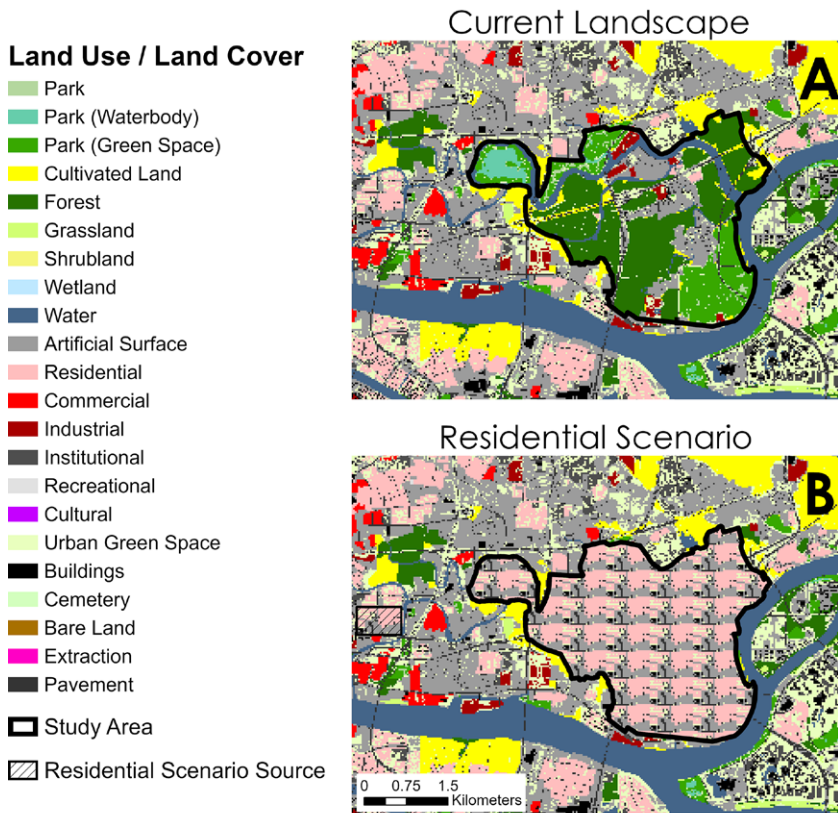 Current Landscape
Land Use / Land Cover
Park
Park (Waterbody)
Park (Green Space)
Cultivated Land
Forest
Grassland
Shrubland
Wetland
Water
Artificial Surface
Residential
Commercial
Industrial
Institutional
Recreational
Cultural
Urban Green Space
Buildings
Cemetery
Bare Land
Extraction
Pavement
Study Area
Residential Scenario Source
A
Residential Scenario
B
0 0.75 1.5
Kilometers